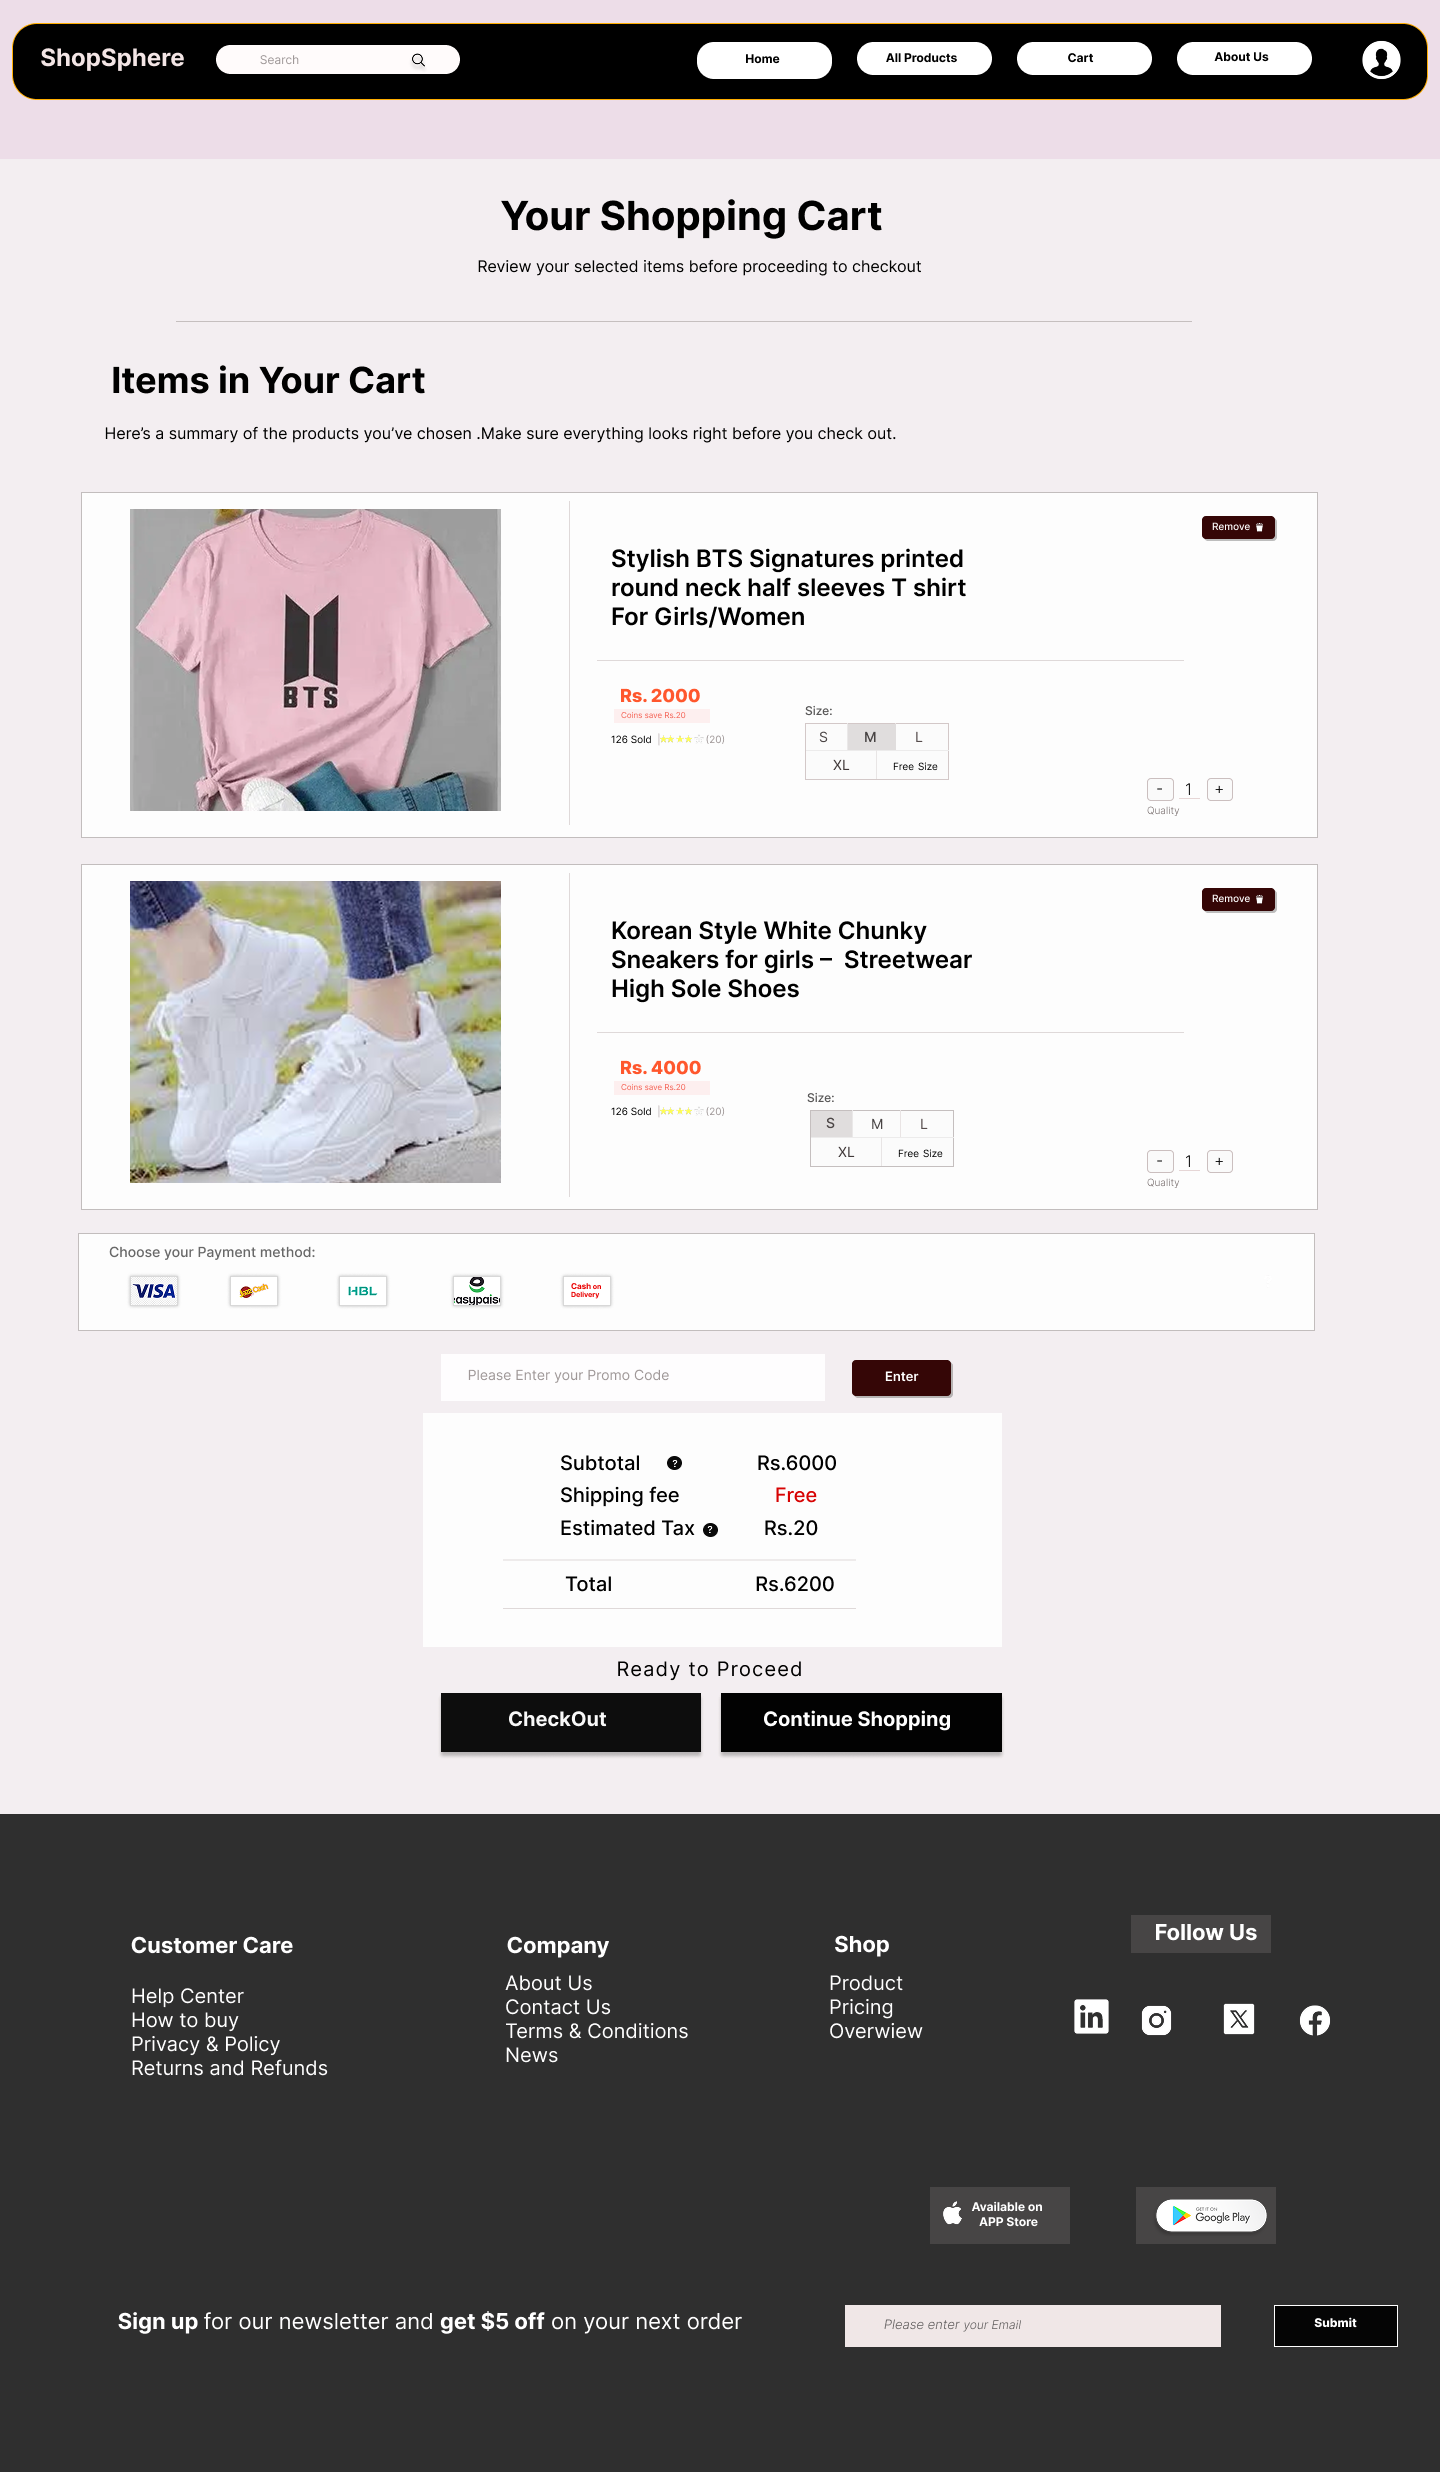 ShopSphere
Search
Home
All Products
Cart
About Us
Your Shopping Cart
Review your selected items before proceeding to checkout
Items in Your Cart
Here’s a summary of the products you’ve chosen .Make sure everything looks right before you check out.
BTS
Remove
Stylish BTS Signatures printed
round neck half sleeves T shirt
For Girls/Women
Rs. 2000
Coins save Rs.20
126 Sold
(20)
Size:
S M L
XL Free Size
- 1 +
Quality
Remove
Korean Style White Chunky
Sneakers for girls – Streetwear
High Sole Shoes
Rs. 4000
Coins save Rs.20
126 Sold
(20)
Size:
S M L
XL Free Size
- 1 +
Quality
Choose your Payment method:
VISA
Cash
HBL
easypaisa
Cash on
Delivery
Please Enter your Promo Code
Enter
Subtotal ? Rs.6000
Shipping fee Free
Estimated Tax ? Rs.20
Total Rs.6200
Ready to Proceed
CheckOut
Continue Shopping
Customer Care
Help Center
How to buy
Privacy & Policy
Returns and Refunds
Company
About Us
Contact Us
Terms & Conditions
News
Shop
Product
Pricing
Overwiew
Follow Us
in
Available on
APP Store
GET IT ON
Google Play
Sign up for our newsletter and get $5 off on your next order
Please enter your Email
Submit